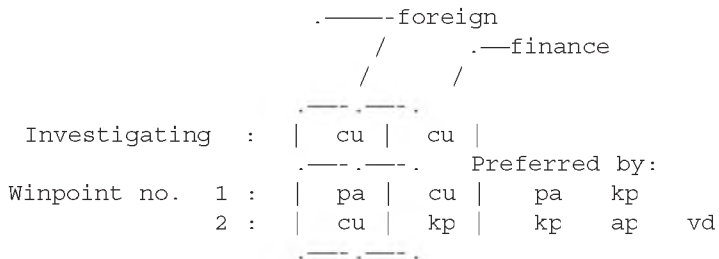 .-----foreign
/ .--finance
/ /
.---.---.
Investigating : | cu | cu |
.---.---. Preferred by:
Winpoint no. 1 : | pa | cu | pa kp
2 : | cu | kp | kp ap vd
.---.---.